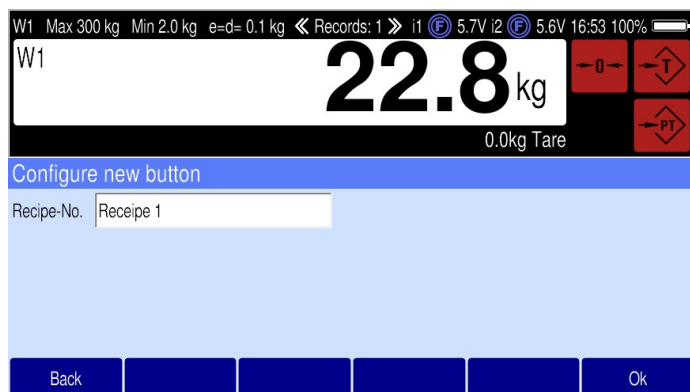 W1 Max 300 kg Min 2.0 kg e=d= 0.1 kg ≪ Records: 1 ≫ i1 F 5.7V i2 F 5.6V 16:53 100%
W1
22.8 kg
→0←
→T
→PT
0.0kg Tare
Configure new button
Recipe-No. Receipe 1
Back Ok